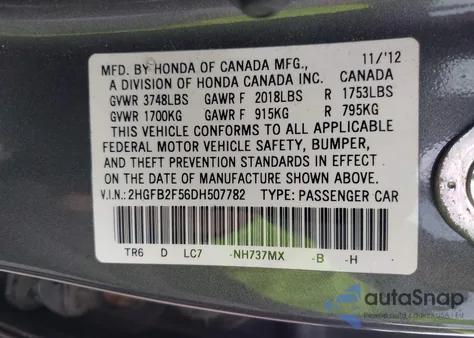 MFD. BY HONDA OF CANADA MFG., 11/'12
A DIVISION OF HONDA CANADA INC. CANADA
GVWR 3748LBS GAWR F 2018LBS R 1753LBS
GVWR 1700KG GAWR F 915KG R 795KG
THIS VEHICLE CONFORMS TO ALL APPLICABLE
FEDERAL MOTOR VEHICLE SAFETY, BUMPER,
AND THEFT PREVENTION STANDARDS IN EFFECT
ON THE DATE OF MANUFACTURE SHOWN ABOVE.
V.I.N.: 2HGFB2F56DH507782 TYPE: PASSENGER CAR
TR6 D LC7 -NH737MX -B -H
autoSnap